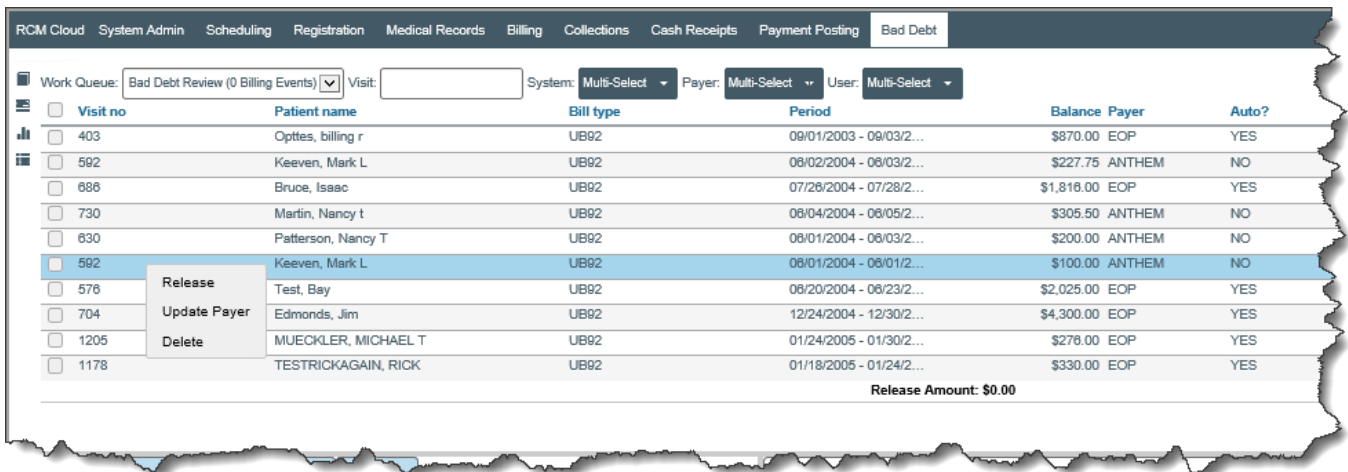 RCM Cloud System Admin Scheduling Registration Medical Records Billing Collections Cash Receipts Payment Posting Bad Debt
Work Queue: Bad Debt Review (0 Billing Events) Visit: System: Multi-Select Payer: Multi-Select User: Multi-Select
Visit no Patient name Bill type Period Balance Payer Auto?
403 Opttes, billing r UB92 09/01/2003 - 09/03/2... $870.00 EOP YES
592 Keeven, Mark L UB92 06/02/2004 - 06/03/2... $227.75 ANTHEM NO
686 Bruce, Isaac UB92 07/26/2004 - 07/28/2... $1,816.00 EOP YES
730 Martin, Nancy t UB92 06/04/2004 - 06/05/2... $305.50 ANTHEM NO
630 Patterson, Nancy T UB92 06/01/2004 - 06/03/2... $200.00 ANTHEM NO
592 Keeven, Mark L UB92 06/01/2004 - 06/01/2... $100.00 ANTHEM NO
Release
576 Test, Bay UB92 06/20/2004 - 06/23/2... $2,025.00 EOP YES
Update Payer
704 Edmonds, Jim UB92 12/24/2004 - 12/30/2... $4,300.00 EOP YES
Delete
1205 MUECKLER, MICHAEL T UB92 01/24/2005 - 01/30/2... $276.00 EOP YES
1178 TESTRICKAGAIN, RICK UB92 01/18/2005 - 01/24/2... $330.00 EOP YES
Release Amount: $0.00